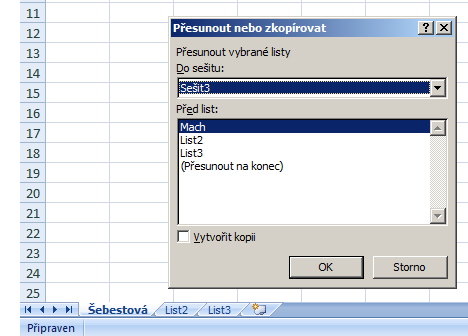 11
12
13
14
15
16
17
18
19
20
21
22
23
24
25
Přesunout nebo zkopírovat
Přesunout vybrané listy
Do sešitu:
Sešit3
Před list:
Mach
List2
List3
(Přesunout na konec)
Vytvořit kopii
OK Storno
Šebestová List2 List3
Připraven